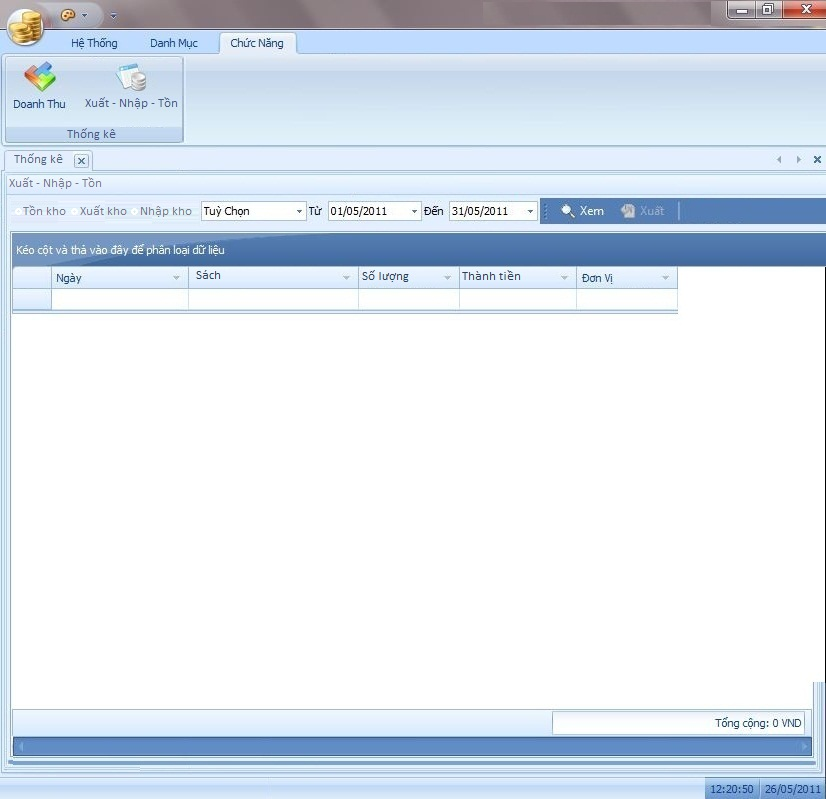 Hệ Thống Danh Mục Chức Năng
Doanh Thu Xuất - Nhập - Tồn
Thống kê
Thống kê
Xuất - Nhập - Tồn
Tồn kho Xuất kho Nhập kho Tuỳ Chọn Từ 01/05/2011 Đến 31/05/2011 Xem Xuất
Kéo cột và thả vào đây để phân loại dữ liệu
Ngày Sách Số lượng Thành tiền Đơn Vị
Tổng cộng: 0 VND
12:20:50 26/05/2011